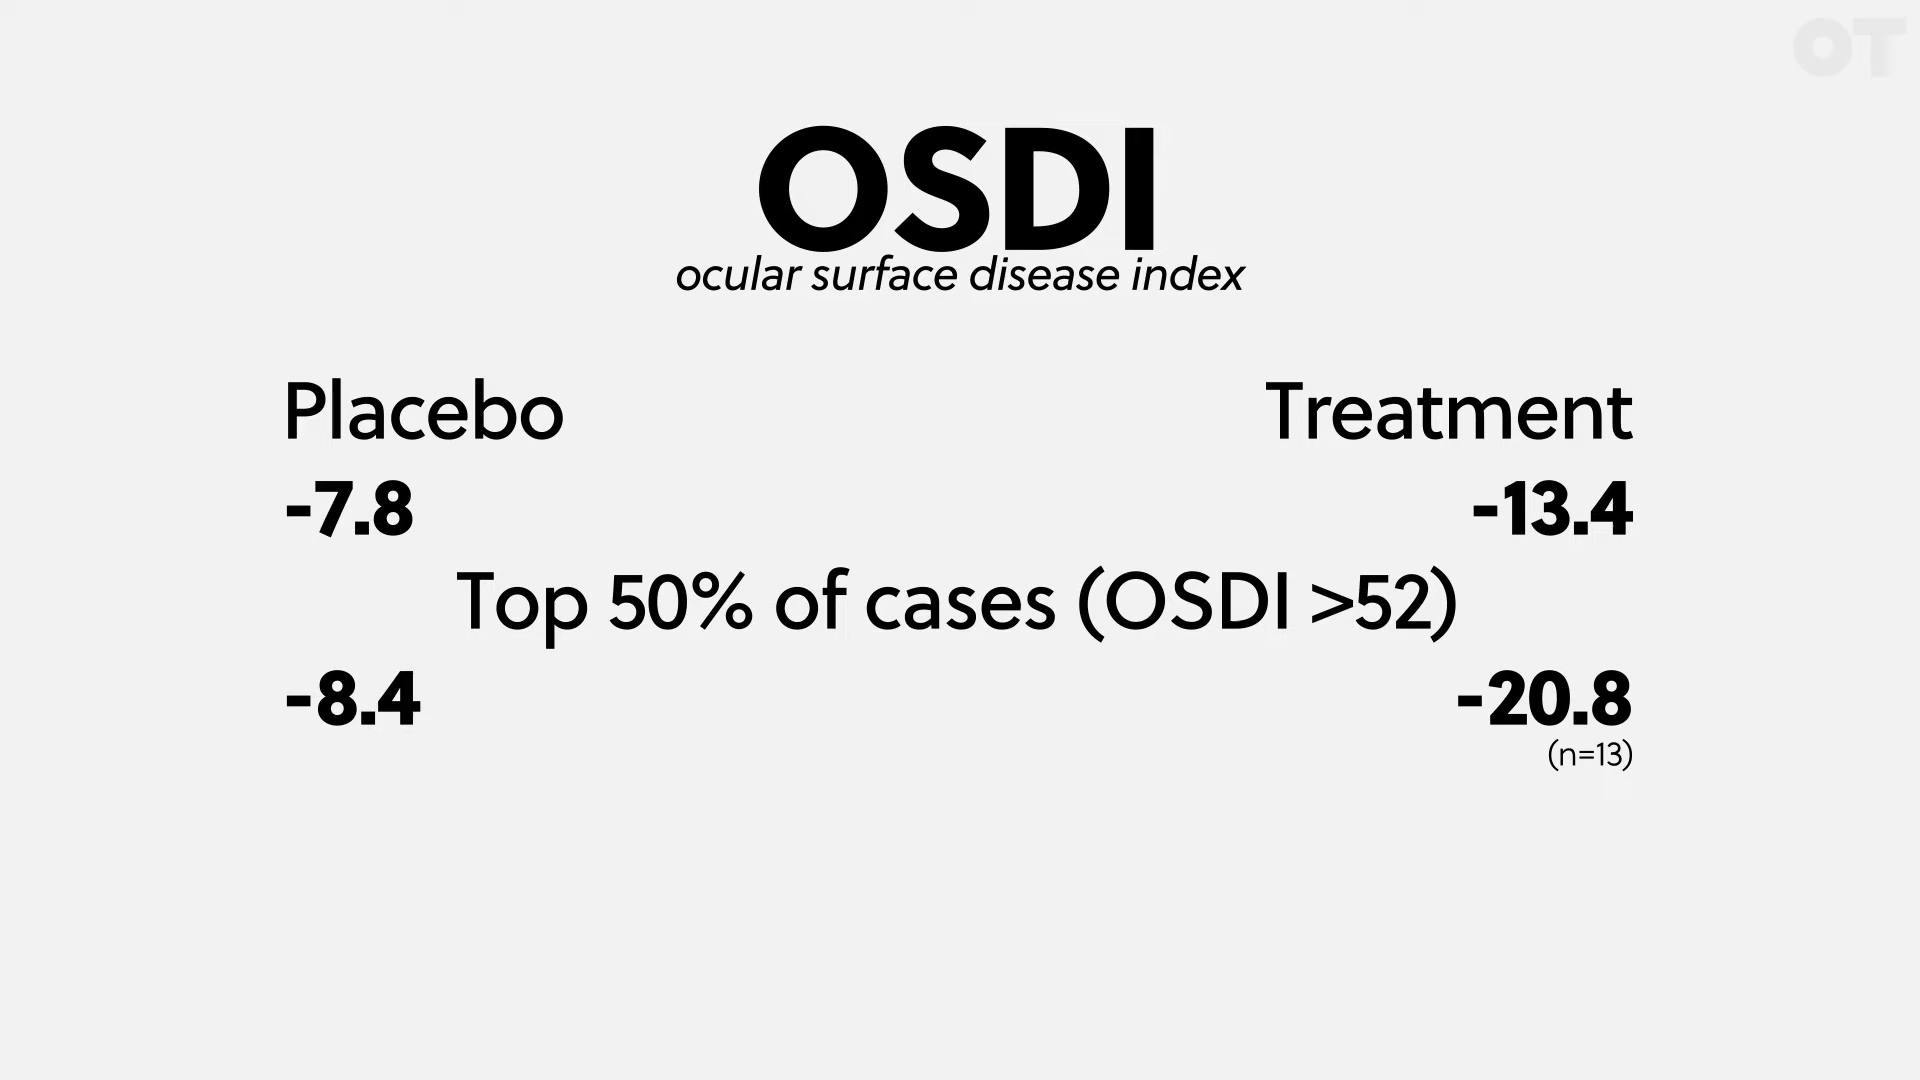 OT
OSDI
ocular surface disease index
Placebo Treatment
-7.8 -13.4
Top 50% of cases (OSDI >52)
-8.4 -20.8
(n=13)